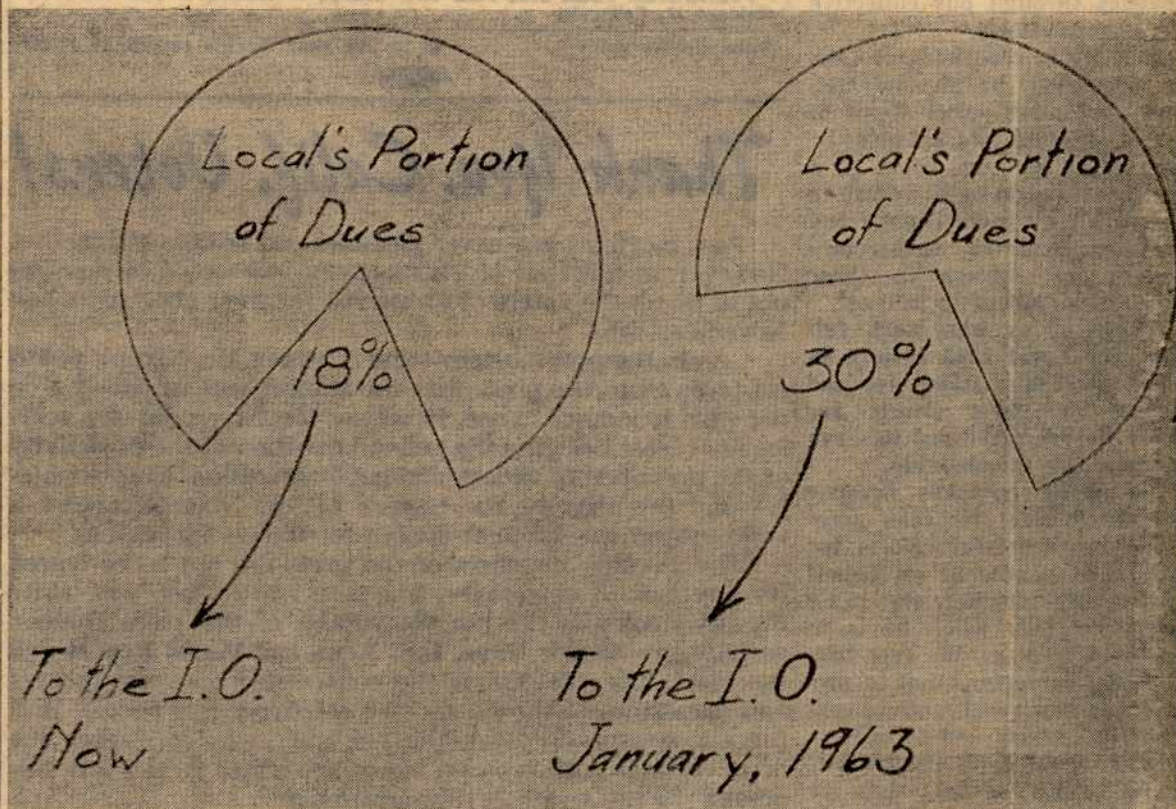 Local's Portion
of Dues
18%
To the I.O.
Now
Local's Portion
of Dues
30%
To the I.O.
January, 1963